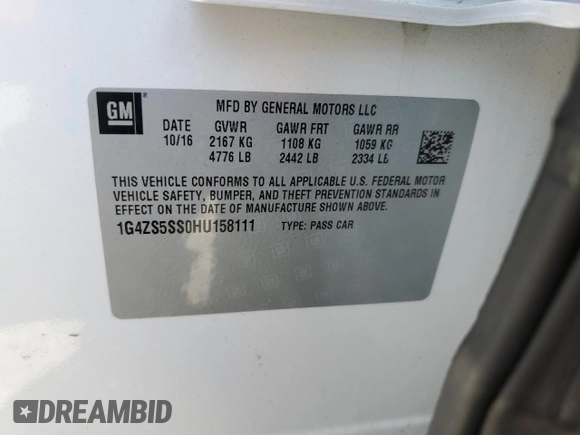 GM
MFD BY GENERAL MOTORS LLC
DATE GVWR GAWR FRT GAWR RR
10/16 2167 KG 1108 KG 1059 KG
4776 LB 2442 LB 2334 LB
THIS VEHICLE CONFORMS TO ALL APPLICABLE U.S. FEDERAL MOTOR
VEHICLE SAFETY, BUMPER, AND THEFT PREVENTION STANDARDS IN
EFFECT ON THE DATE OF MANUFACTURE SHOWN ABOVE.
1G4ZS5SS0HU158111 TYPE: PASS CAR
DREAMBID